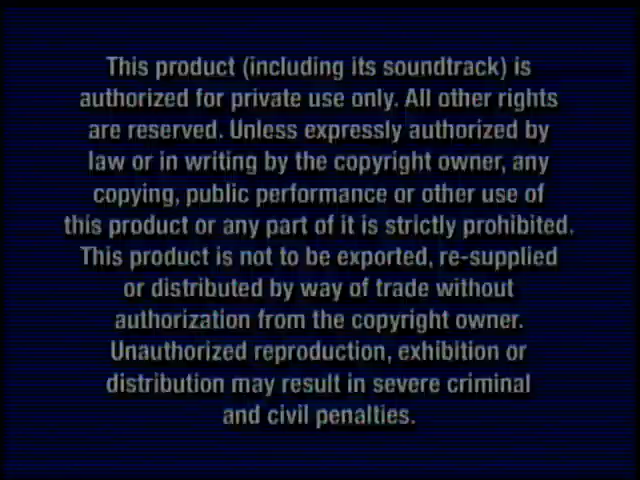 This product (including its soundtrack) is
authorized for private use only. All other rights
are reserved. Unless expressly authorized by
law or in writing by the copyright owner, any
copying, public performance or other use of
this product or any part of it is strictly prohibited.
This product is not to be exported, re-supplied
or distributed by way of trade without
authorization from the copyright owner.
Unauthorized reproduction, exhibition or
distribution may result in severe criminal
and civil penalties.